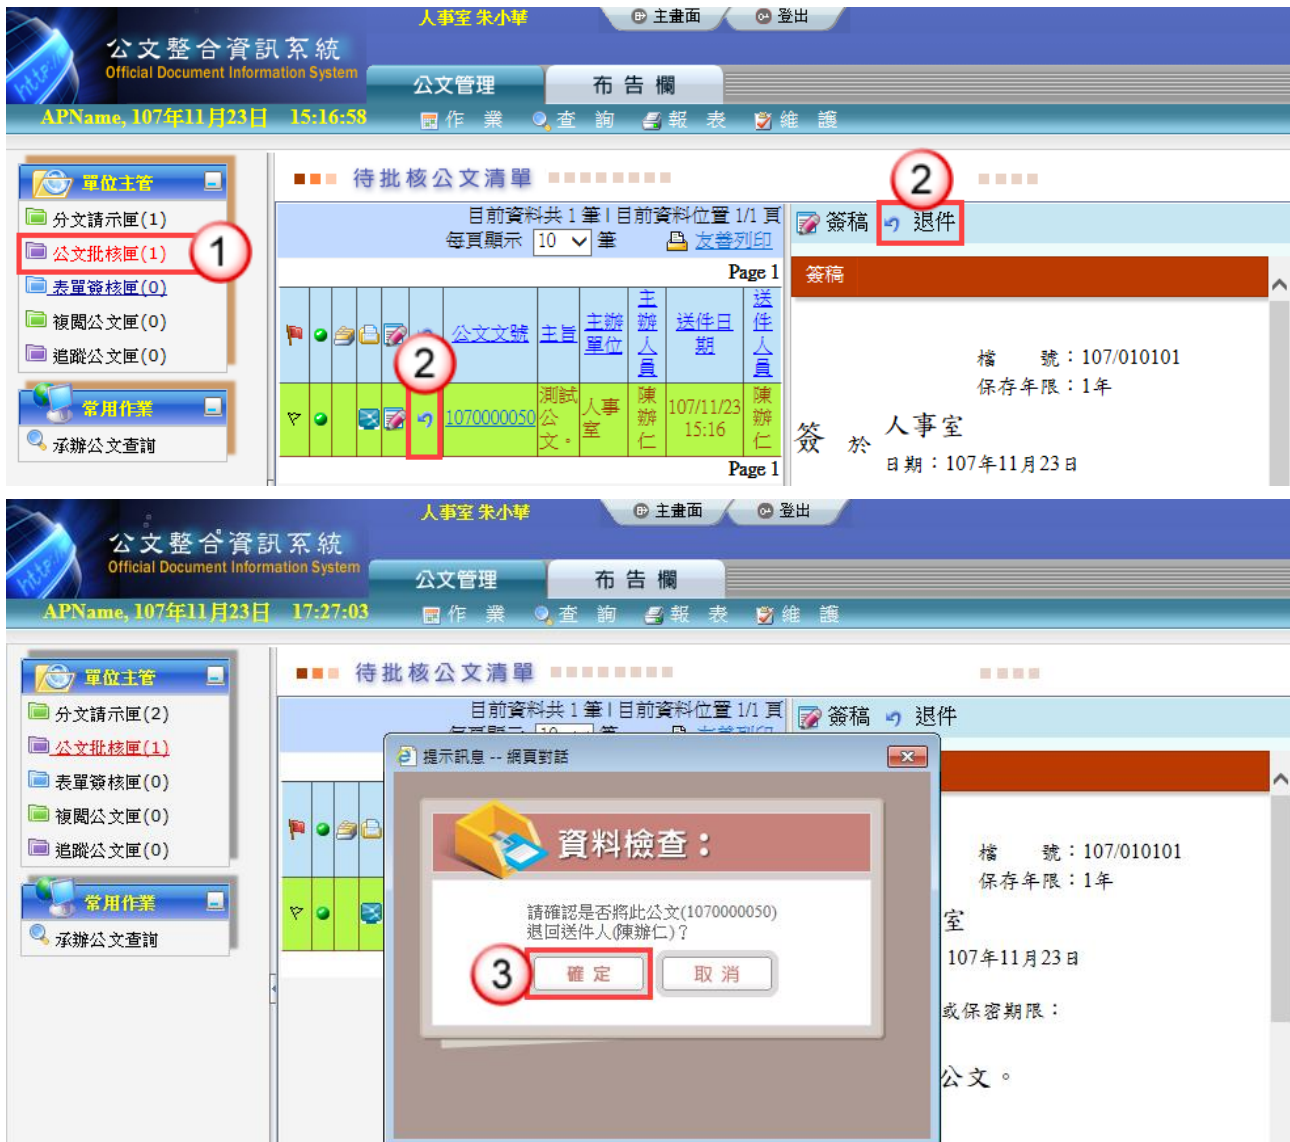 人事室 朱小華
主畫面
登出
公文整合資訊系統
Official Document Information System
公文管理
布告欄
APName, 107年11月23日 15:16:58
作業
查詢
報表
維護
單位主管
分文請示匣(1)
公文批核匣(1)
1
表單簽核匣(0)
複閱公文匣(0)
追蹤公文匣(0)
常用作業
承辦公文查詢
待批核公文清單
目前資料共 1 筆 | 目前資料位置 1/1 頁
每頁顯示 10 筆
友善列印
Page 1
公文文號
主旨
主辦單位
主辦人員
送件日期
送件人員
2
1070000050
測試公文。
人事室
陳辦仁
107/11/23 15:16
陳辦仁
Page 1
2
簽稿
退件
簽稿
檔 號：107/010101
保存年限：1年
簽 於 人事室
日期：107年11月23日
http:/
人事室 朱小華
主畫面
登出
公文整合資訊系統
Official Document Information System
公文管理
布告欄
APName, 107年11月23日 17:27:03
作業
查詢
報表
維護
單位主管
分文請示匣(2)
公文批核匣(1)
表單簽核匣(0)
複閱公文匣(0)
追蹤公文匣(0)
常用作業
承辦公文查詢
待批核公文清單
目前資料共 1 筆 | 目前資料位置 1/1 頁
簽稿
退件
提示訊息 -- 網頁對話
資料檢查：
請確認是否將此公文(1070000050)
退回送件人(陳辦仁)？
3
確定
取消
檔 號：107/010101
保存年限：1年
室
107年11月23日
或保密期限：
公文。